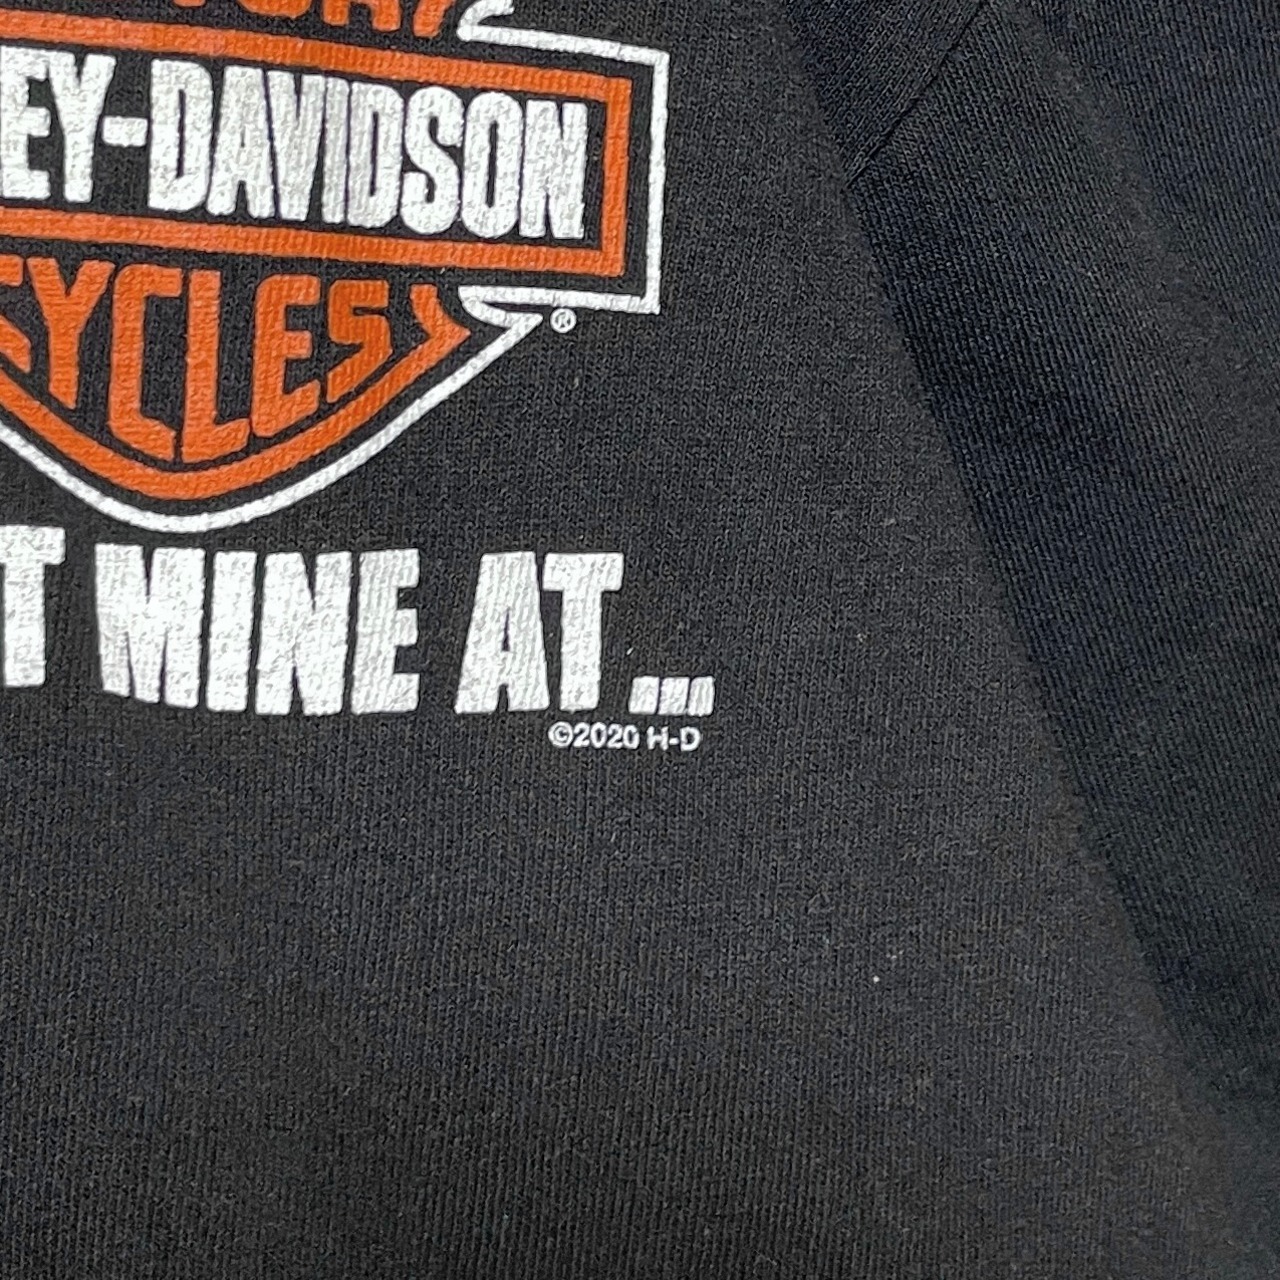 EY-DAVIDSON
®
YCLES
T MINE AT...
©2020 H-D